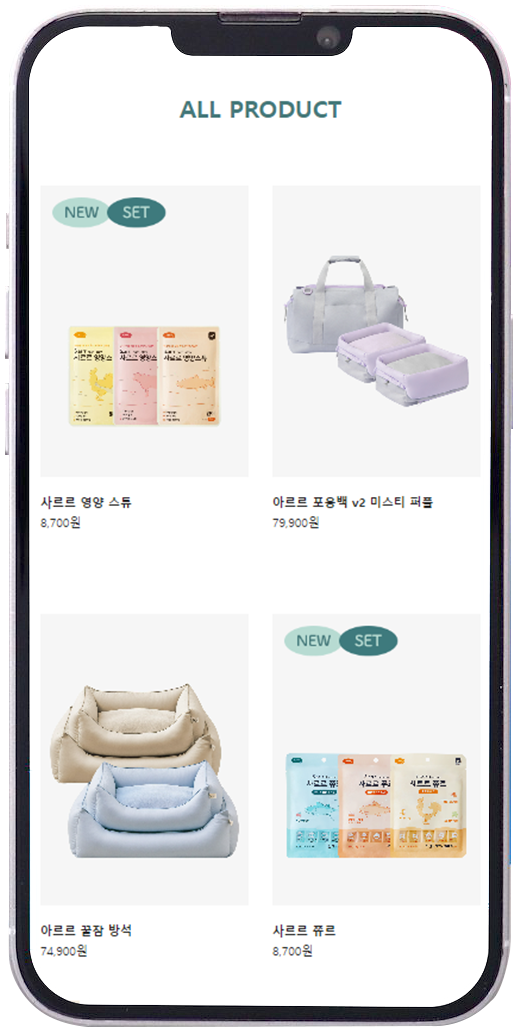 ALL PRODUCT
NEW SET
사르르 영양 스튜
8,700원
아르르 포옹백 v2 미스티 퍼플
79,900원
NEW SET
아르르 꿀잠 방석
74,900원
사르르 쮸르
8,700원